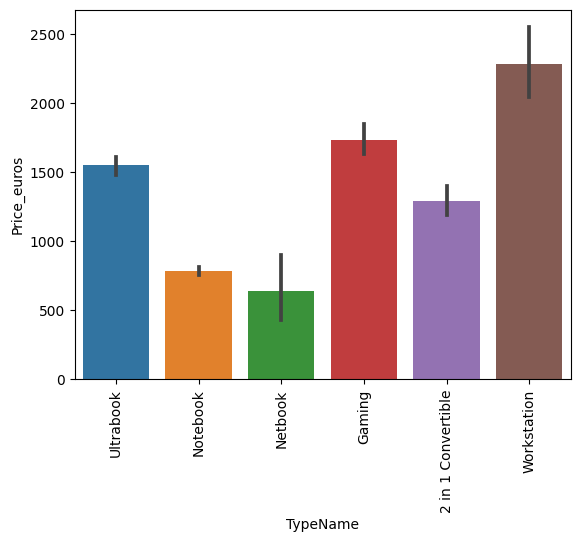 Price_euros
2500
2000
1500
1000
500
0
Ultrabook
Notebook
Netbook
Gaming
2 in 1 Convertible
Workstation
TypeName